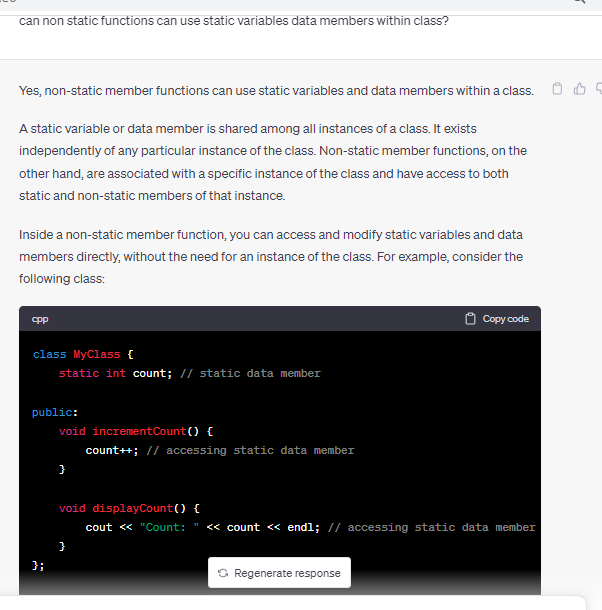 can non static functions can use static variables data members within class?
Yes, non-static member functions can use static variables and data members within a class.
A static variable or data member is shared among all instances of a class. It exists
independently of any particular instance of the class. Non-static member functions, on the
other hand, are associated with a specific instance of the class and have access to both
static and non-static members of that instance.
Inside a non-static member function, you can access and modify static variables and data
members directly, without the need for an instance of the class. For example, consider the
following class:
cpp Copy code
class MyClass {
    static int count; // static data member
public:
    void incrementCount() {
        count++; // accessing static data member
    }
    void displayCount() {
        cout << "Count: " << count << endl; // accessing static data member
    }
};
Regenerate response